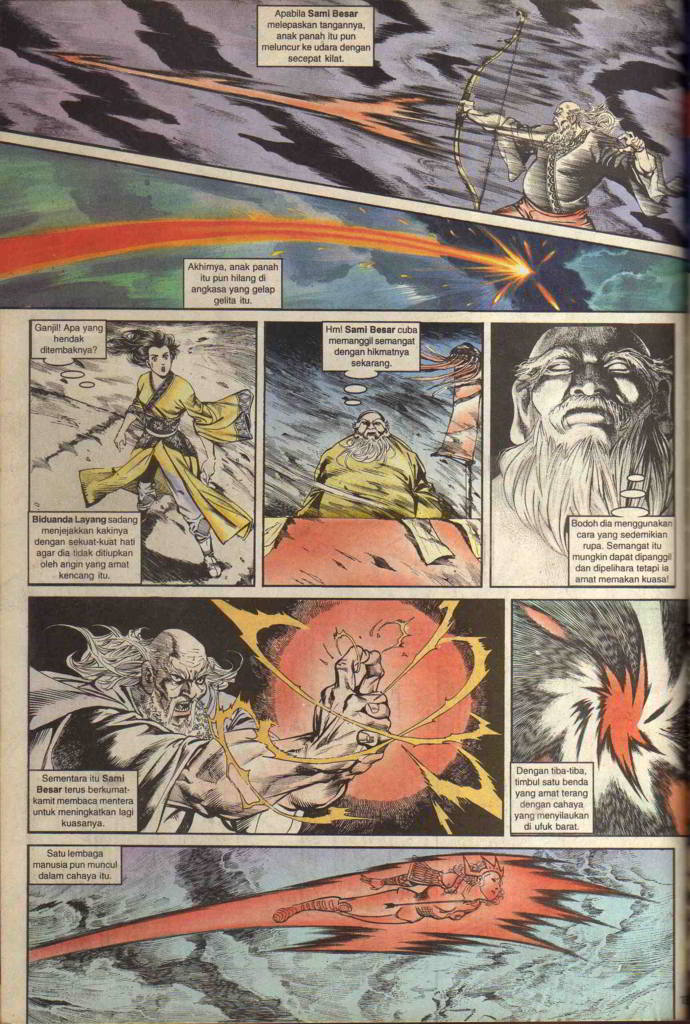 Apabila Sami Besar
melepaskan tangannya,
anak panah itu pun
meluncur ke udara dengan
secepat kilat.
Akhirnya, anak panah
itu pun hilang di
angkasa yang gelap
gelita itu.
Ganjil! Apa yang
hendak
ditembaknya?
Biduanda Layang sadang
menjejakkan kakinya
dengan sekuat-kuat hati
agar dia tidak ditiupkan
oleh angin yang amat
kencang itu.
Hm! Sami Besar cuba
memanggil semangat
dengan hikmatnya
sekarang.
Bodoh dia menggunakan
cara yang sedemikian
rupa. Semangat itu
mungkin dapat dipanggil
dan dipelihara tetapi ia
amat memakan kuasa!
Sementara itu Sami
Besar terus berkumat-
kamit membaca mentera
untuk meningkatkan lagi
kuasanya.
Dengan tiba-tiba,
timbul satu benda
yang amat terang
dengan cahaya
yang menyilaukan
di ufuk barat.
Satu lembaga
manusia pun muncul
dalam cahaya itu.